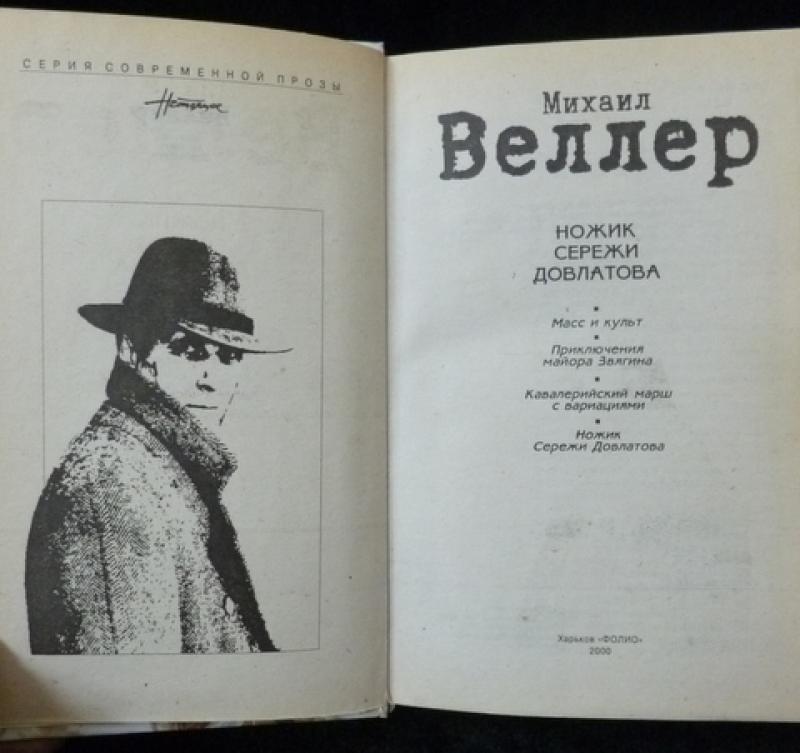 СЕРИЯ СОВРЕМЕННОЙ ПРОЗЫ
Михаил
Веллер
НОЖИК
СЕРЕЖИ
ДОВЛАТОВА
Масс и культ
Приключения
майора Звягина
Кавалерийский марш
с вариациями
Ножик
Сережи Довлатова
Харьков «ФОЛИО»
2000